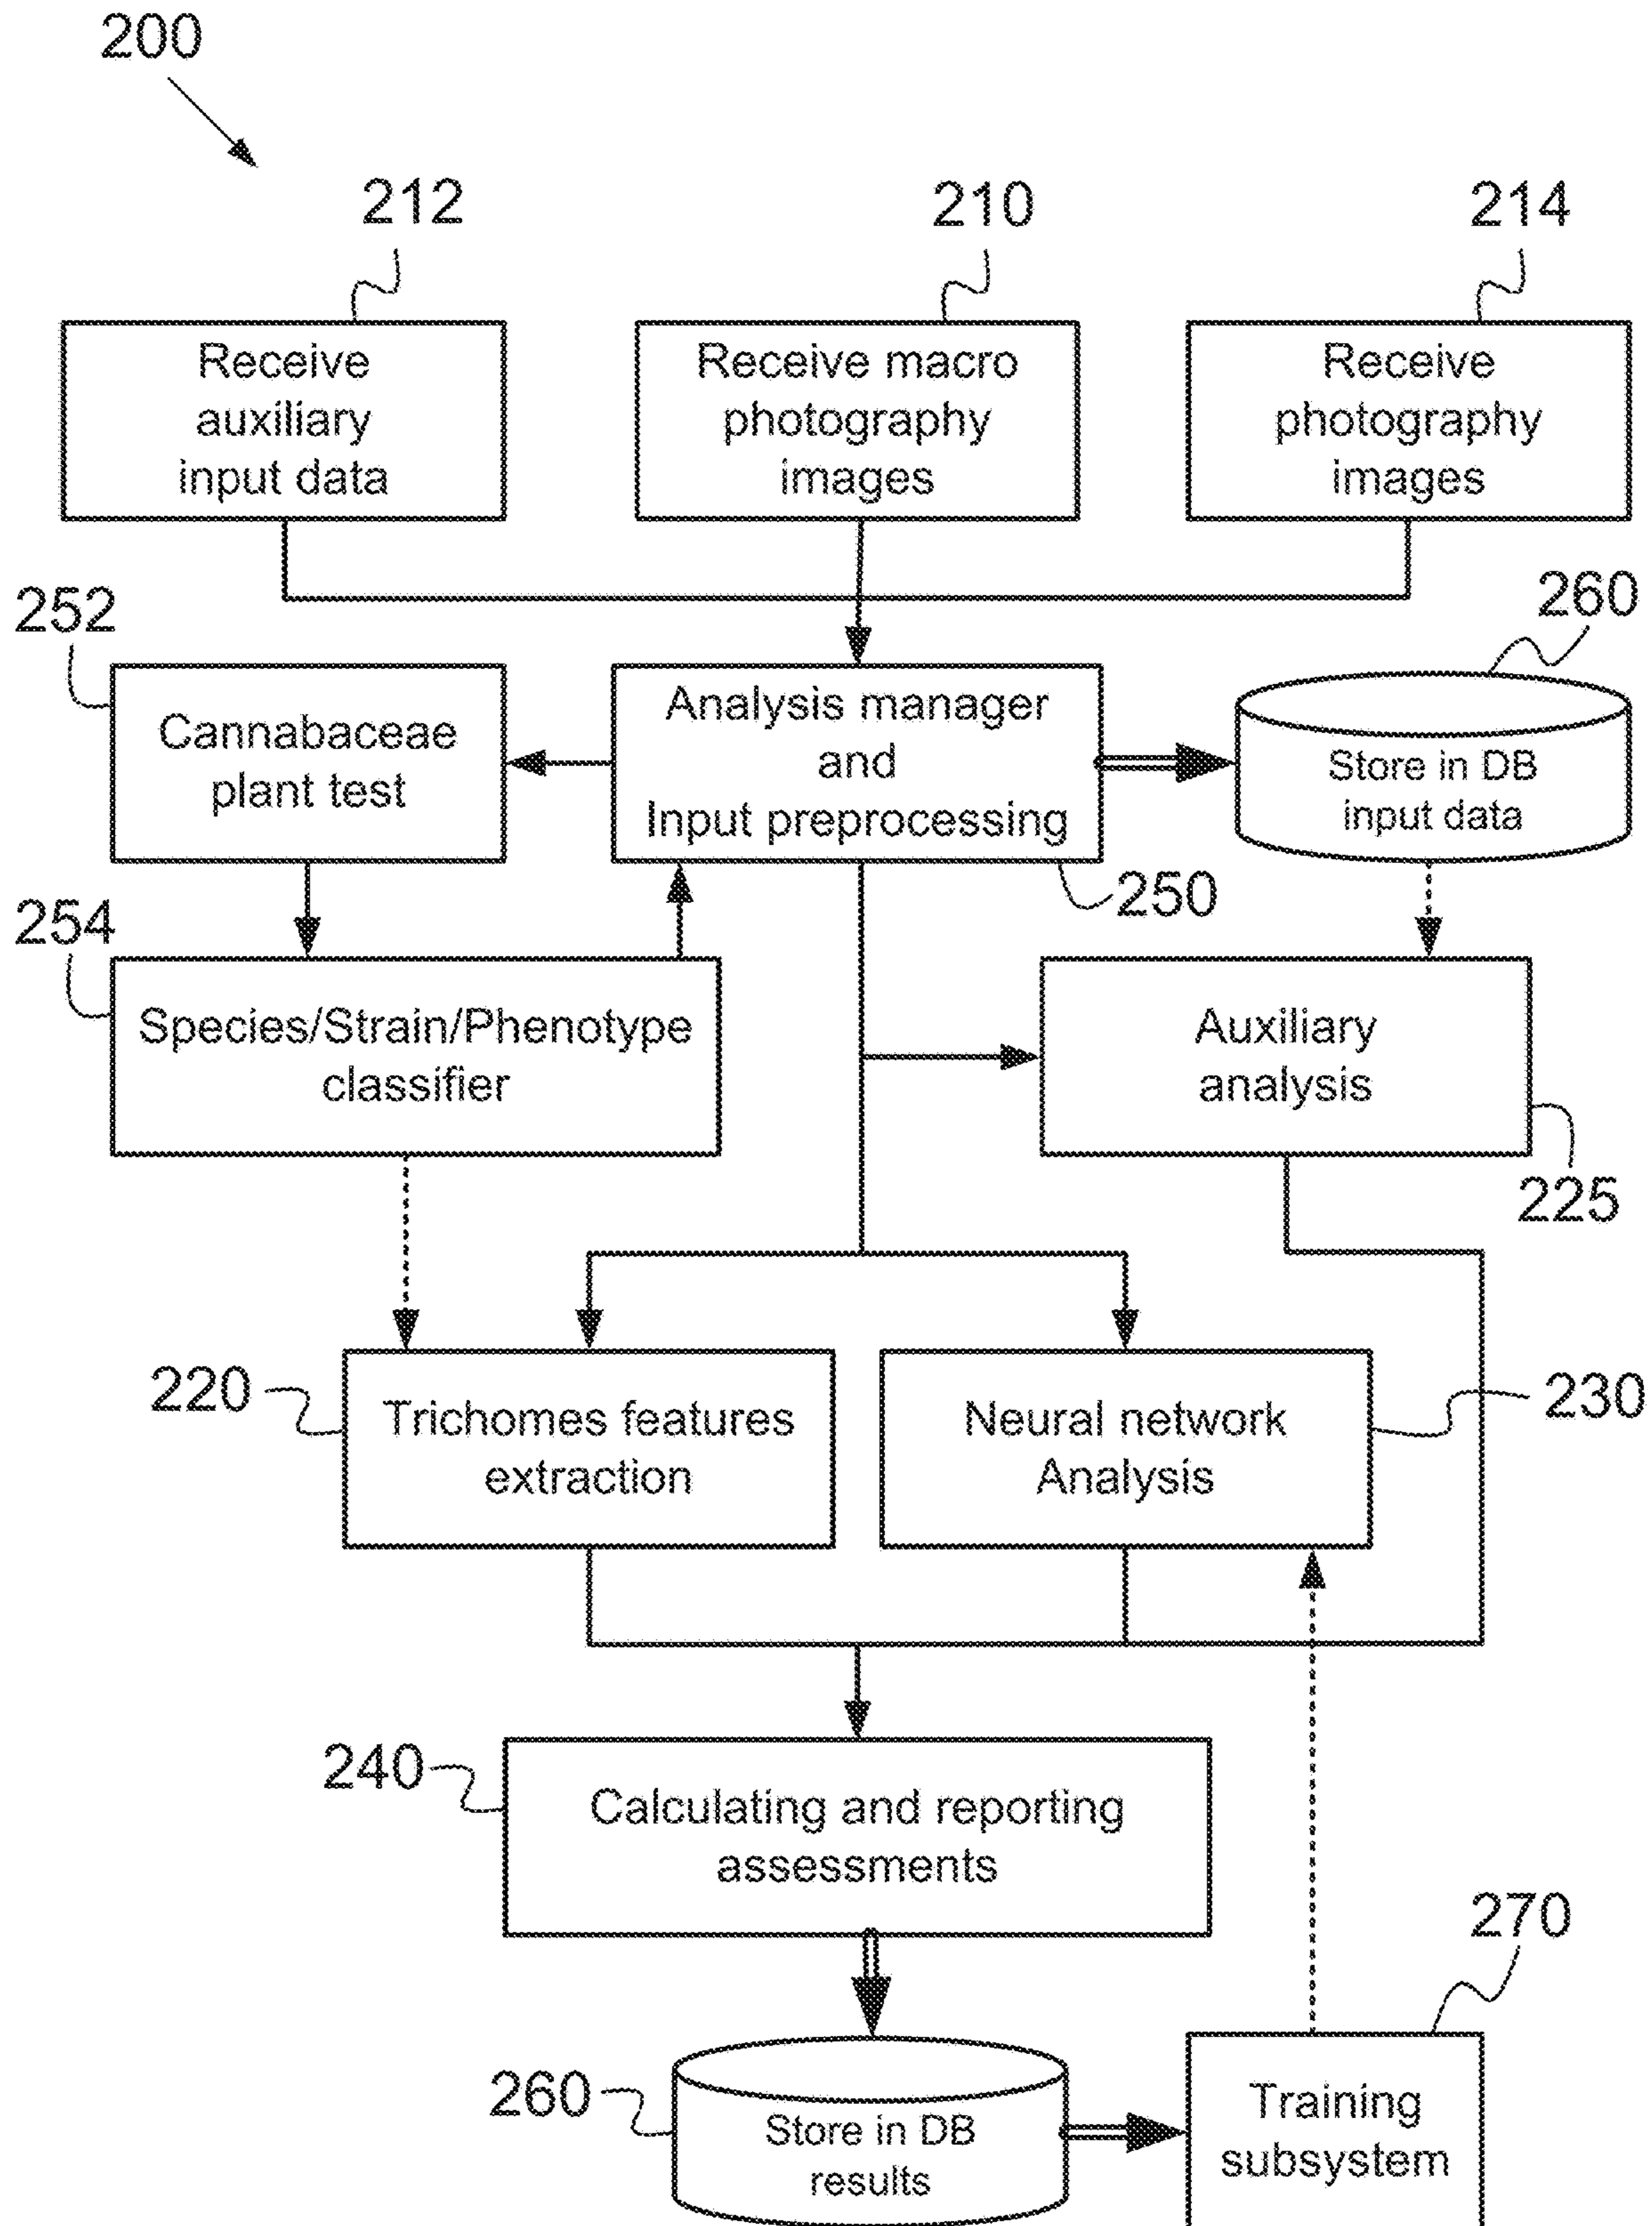 200
212
210
214
Receive
auxiliary
input data
Receive macro
photography
images
Receive
photography
images
252
260
Cannabaceae
plant test
Analysis manager
and
Input preprocessing
Store in DB
input data
250
254
Species/Strain/Phenotype
classifier
Auxiliary
analysis
225
220
Trichomes features
extraction
Neural network
Analysis
230
240
Calculating and reporting
assessments
270
260
Store in DB
results
Training
subsystem